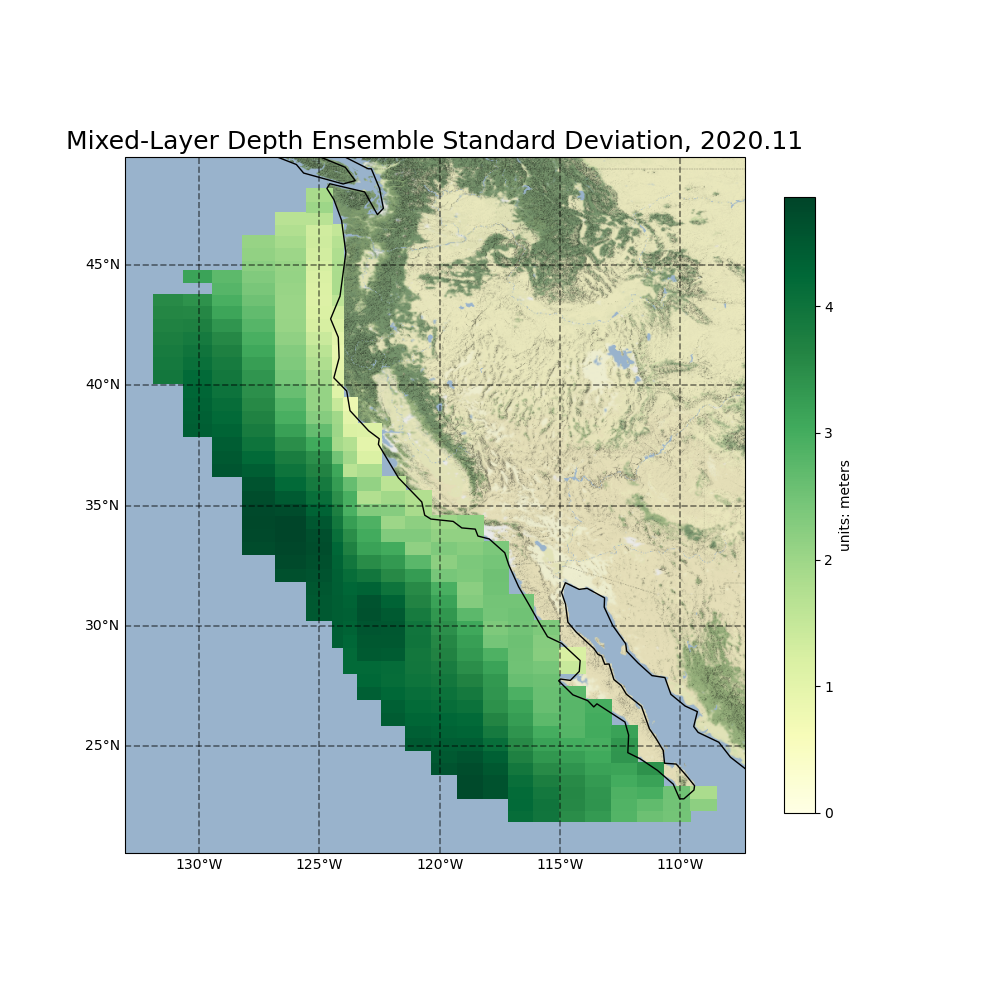 Mixed-Layer Depth Ensemble Standard Deviation, 2020.11
45°N
40°N
35°N
30°N
25°N
130°W
125°W
120°W
115°W
110°W
4
3
2
1
0
units: meters